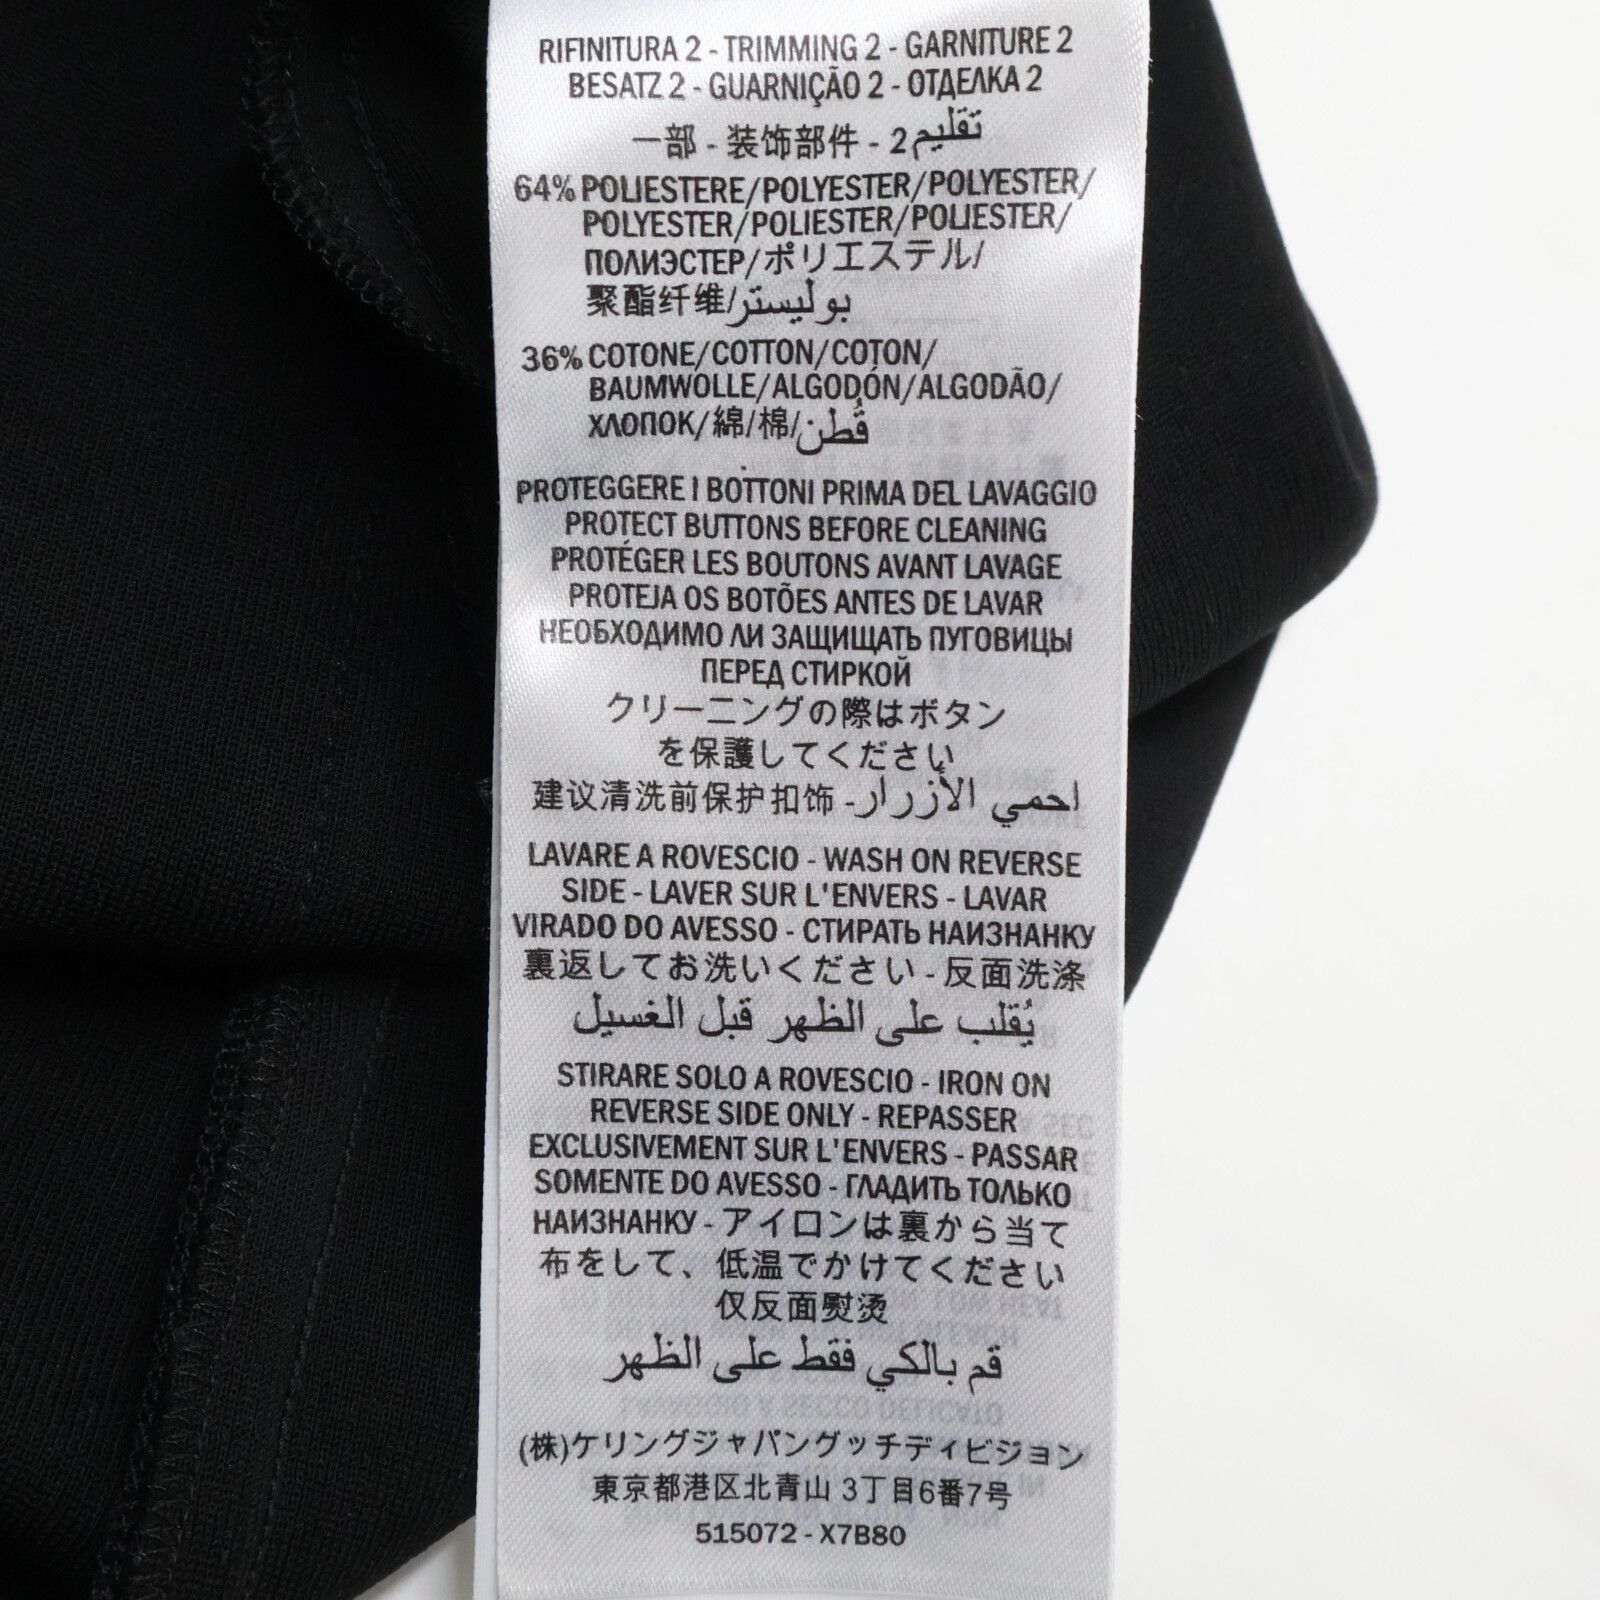 RIFINITURA 2 - TRIMMING 2 - GARNITURE 2
BESATZ 2 - GUARNIÇÃO 2 - ОТДЕЛКА 2
一部 - 装饰部件 - 2 تقليم
64% POLIESTERE/POLYESTER/POLYESTER/
POLYESTER/POLIESTER/POLIESTER/
ПОЛИЭСТЕР/ポリエステル/
聚酯纤维/بوليستر
36% COTONE/COTTON/COTON/
BAUMWOLLE/ALGODÓN/ALGODÃO/
ХЛОПОК/綿/棉/قُطن
PROTEGGERE I BOTTONI PRIMA DEL LAVAGGIO
PROTECT BUTTONS BEFORE CLEANING
PROTÉGER LES BOUTONS AVANT LAVAGE
PROTEJA OS BOTÕES ANTES DE LAVAR
НЕОБХОДИМО ЛИ ЗАЩИЩАТЬ ПУГОВИЦЫ
ПЕРЕД СТИРКОЙ
クリーニングの際はボタン
を保護してください
建议清洗前保护扣饰 - احمي الأزرار
LAVARE A ROVESCIO - WASH ON REVERSE
SIDE - LAVER SUR L'ENVERS - LAVAR
VIRADO DO AVESSO - СТИРАТЬ НАИЗНАНКУ
裏返してお洗いください - 反面洗涤
يُقلب على الظهر قبل الغسيل
STIRARE SOLO A ROVESCIO - IRON ON
REVERSE SIDE ONLY - REPASSER
EXCLUSIVEMENT SUR L'ENVERS - PASSAR
SOMENTE DO AVESSO - ГЛАДИТЬ ТОЛЬКО
НАИЗНАНКУ - アイロンは裏から当て
布をして、低温でかけてください
仅反面熨烫
قم بالكي فقط على الظهر
(株)ケリングジャパングッチディビジョン
東京都港区北青山 3丁目6番7号
515072 - X7B80